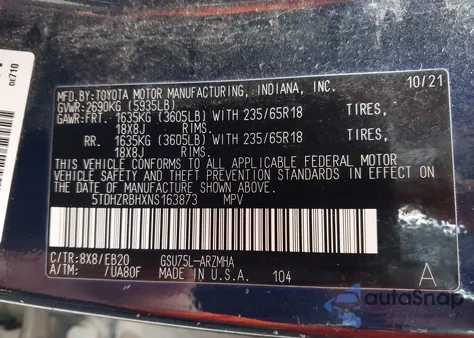 MFD.BY:TOYOTA MOTOR MANUFACTURING, INDIANA, INC. 10/21
GVWR:2690KG (5935LB)
GAWR:FRT. 1635KG (3605LB) WITH 235/65R18 TIRES,
18X8J RIMS.
RR. 1635KG (3605LB) WITH 235/65R18 TIRES,
18X8J RIMS.
THIS VEHICLE CONFORMS TO ALL APPLICABLE FEDERAL MOTOR
VEHICLE SAFETY AND THEFT PREVENTION STANDARDS IN EFFECT ON
THE DATE OF MANUFACTURE SHOWN ABOVE.
5TDHZRBHXNS163873 MPV
C/TR:8X8/EB20 GSU75L-ARZMHA
A/TM: /UA80F MADE IN U.S.A. 104 A
0E710
autoSnap